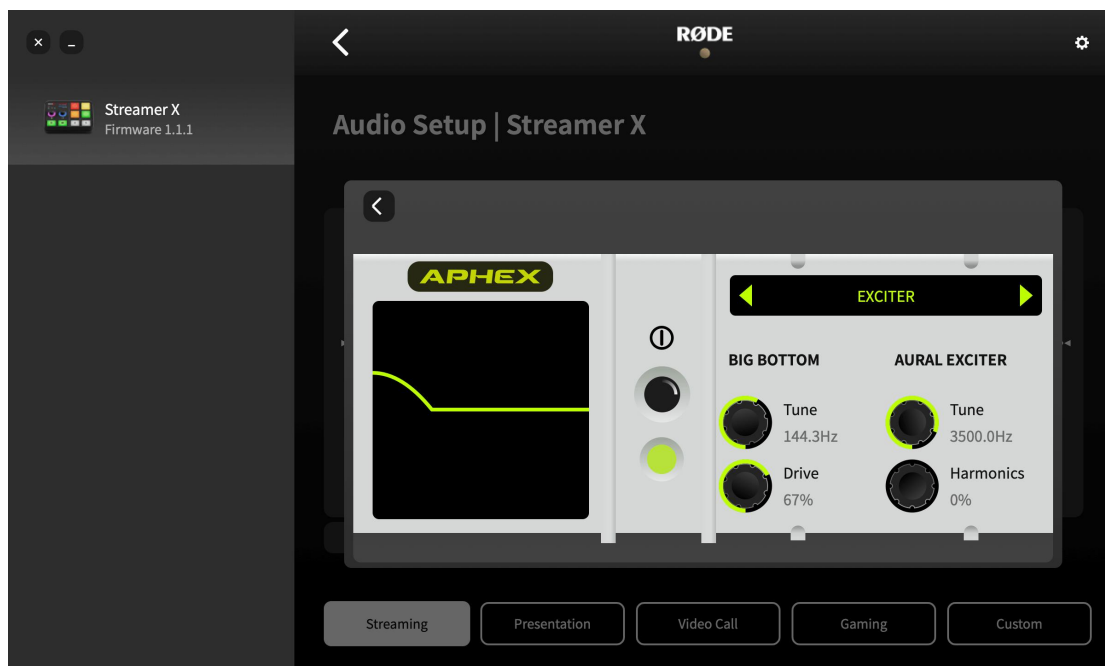 RØDE
Streamer X
Firmware 1.1.1
Audio Setup | Streamer X
APHEX
EXCITER
BIG BOTTOM
AURAL EXCITER
Tune
144.3Hz
Tune
3500.0Hz
Drive
67%
Harmonics
0%
Streaming
Presentation
Video Call
Gaming
Custom